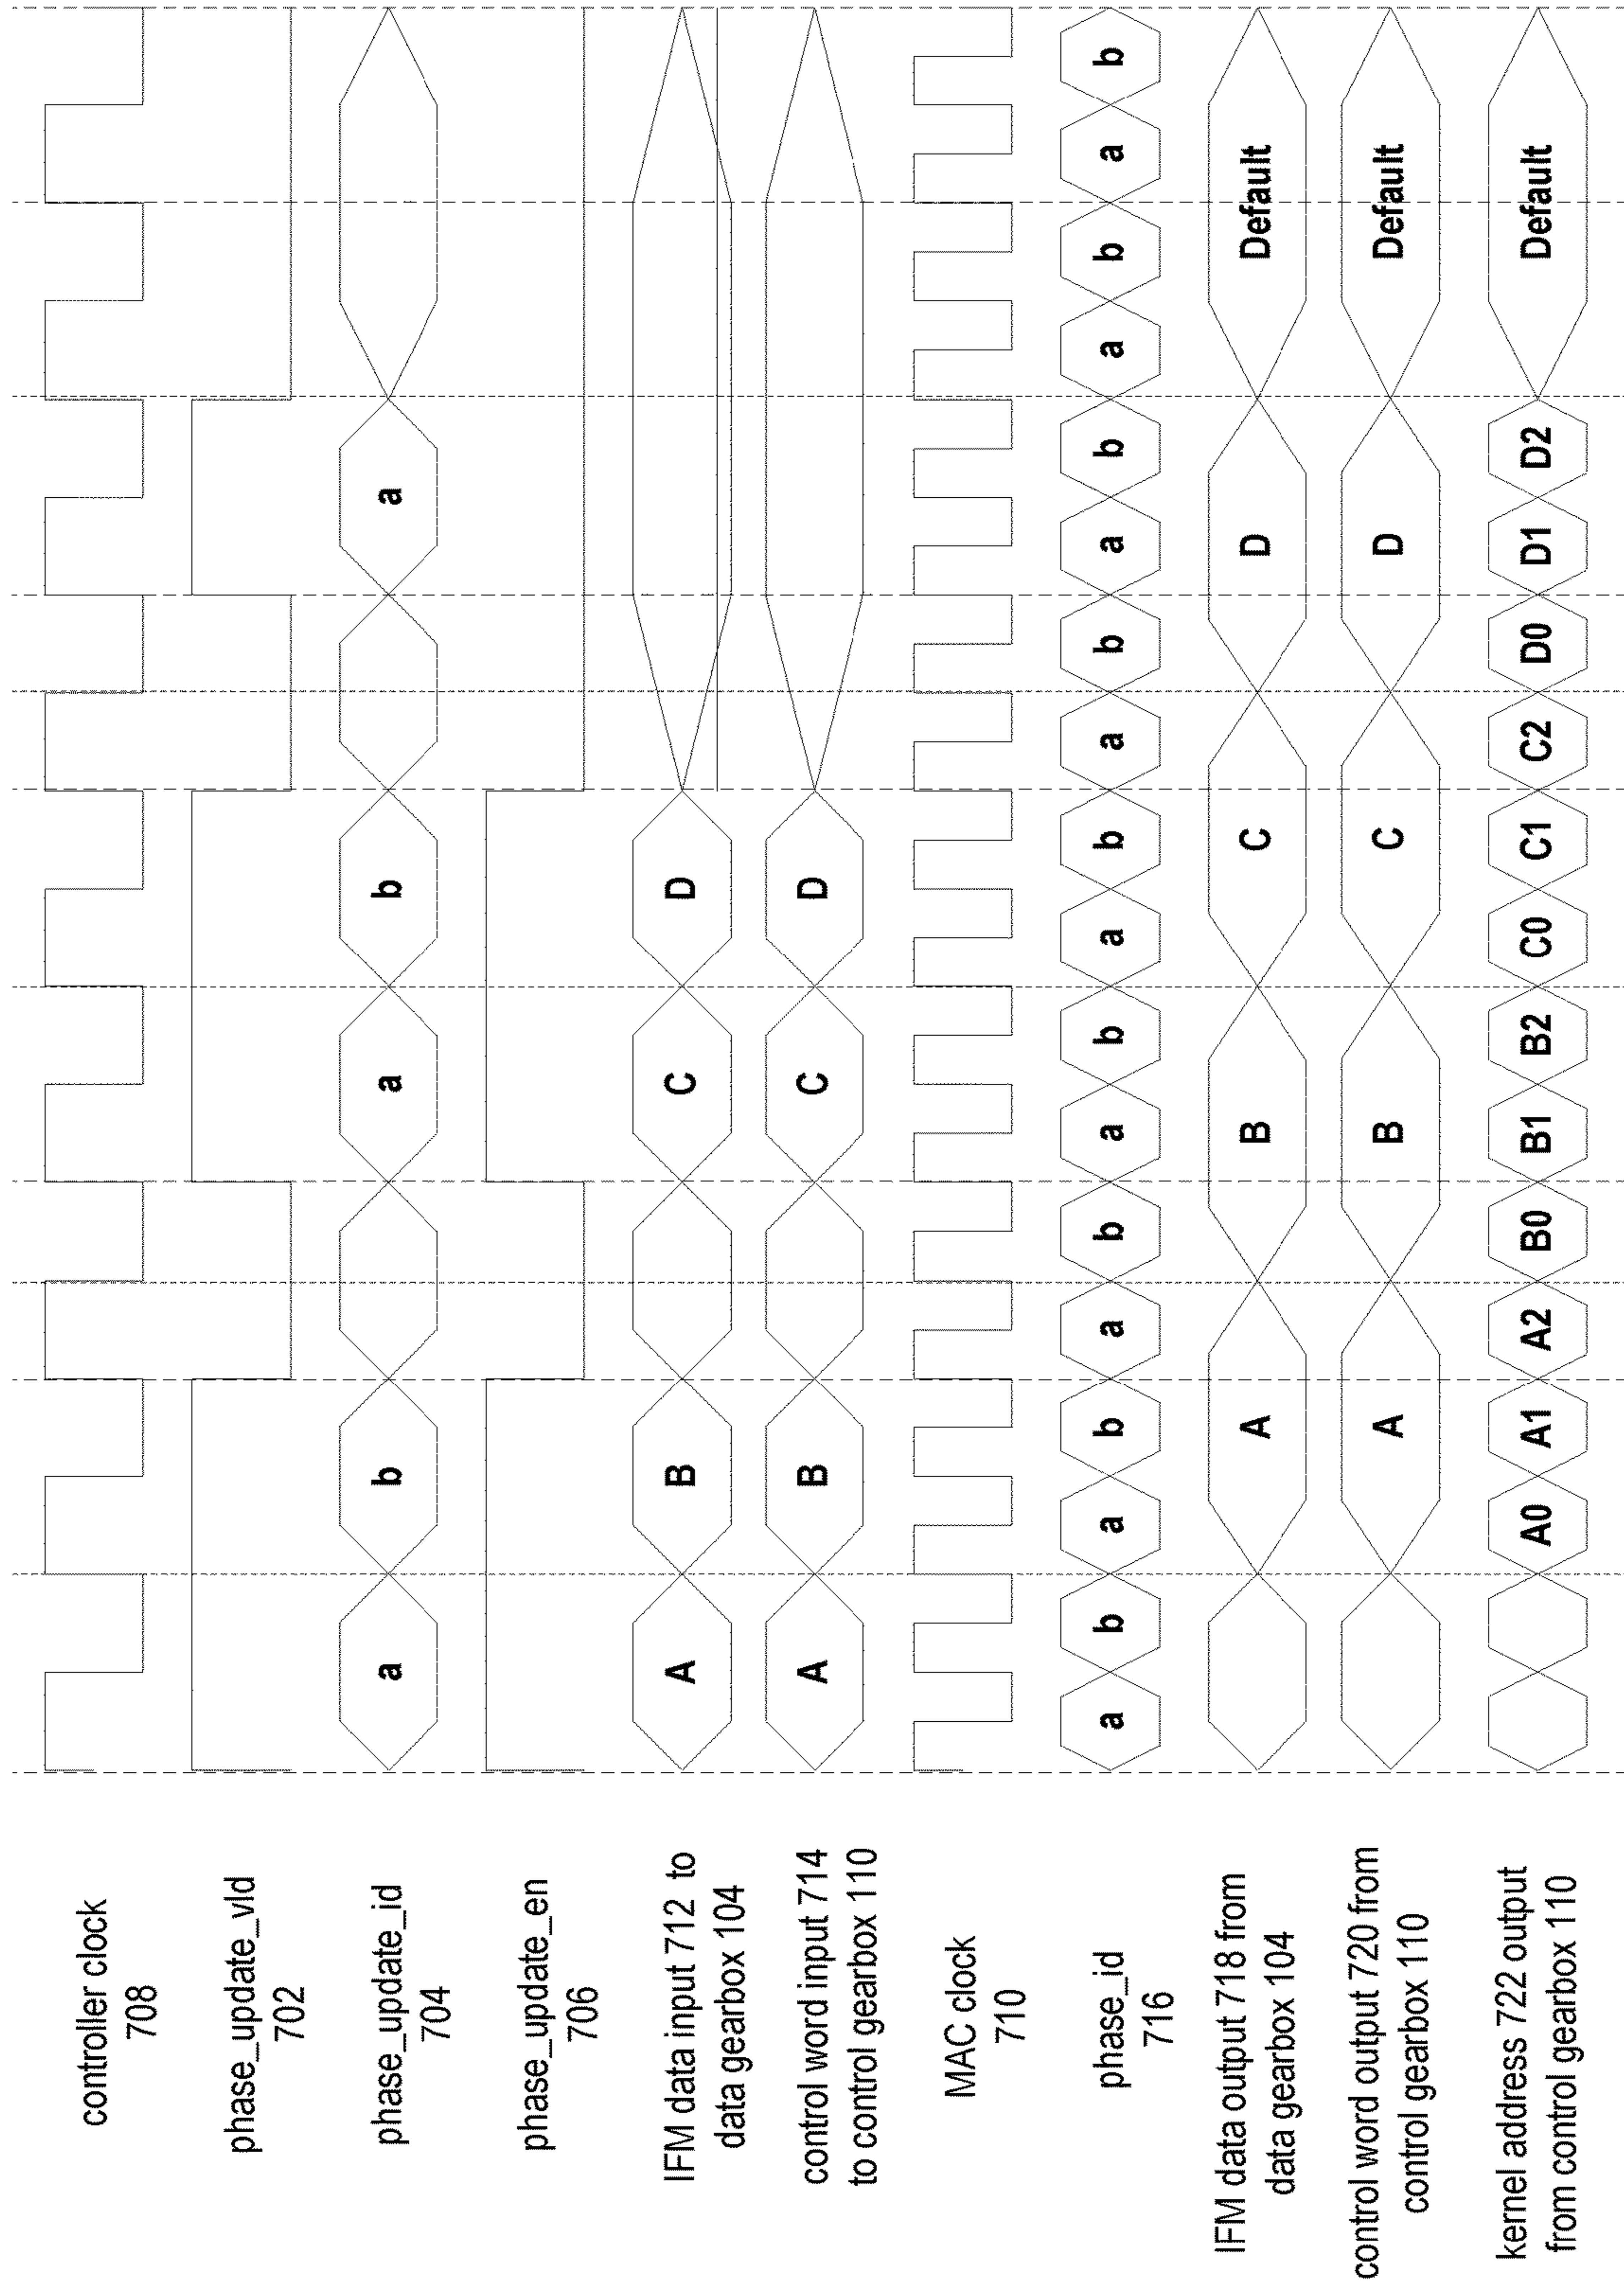 controller clock
708
phase_update_vld
702
phase_update_id
704
a b a b a
phase_update_en
706
IFM data input 712 to
data gearbox 104
A B C D
control word input 714
to control gearbox 110
A B C D
MAC clock
710
phase_id
716
a b a b a b a b a b a b a b a b a b
IFM data output 718 from
data gearbox 104
A B C D Default
control word output 720 from
control gearbox 110
A B C D Default
kernel address 722 output
from control gearbox 110
A0 A1 A2 B0 B1 B2 C0 C1 C2 D0 D1 D2 Default